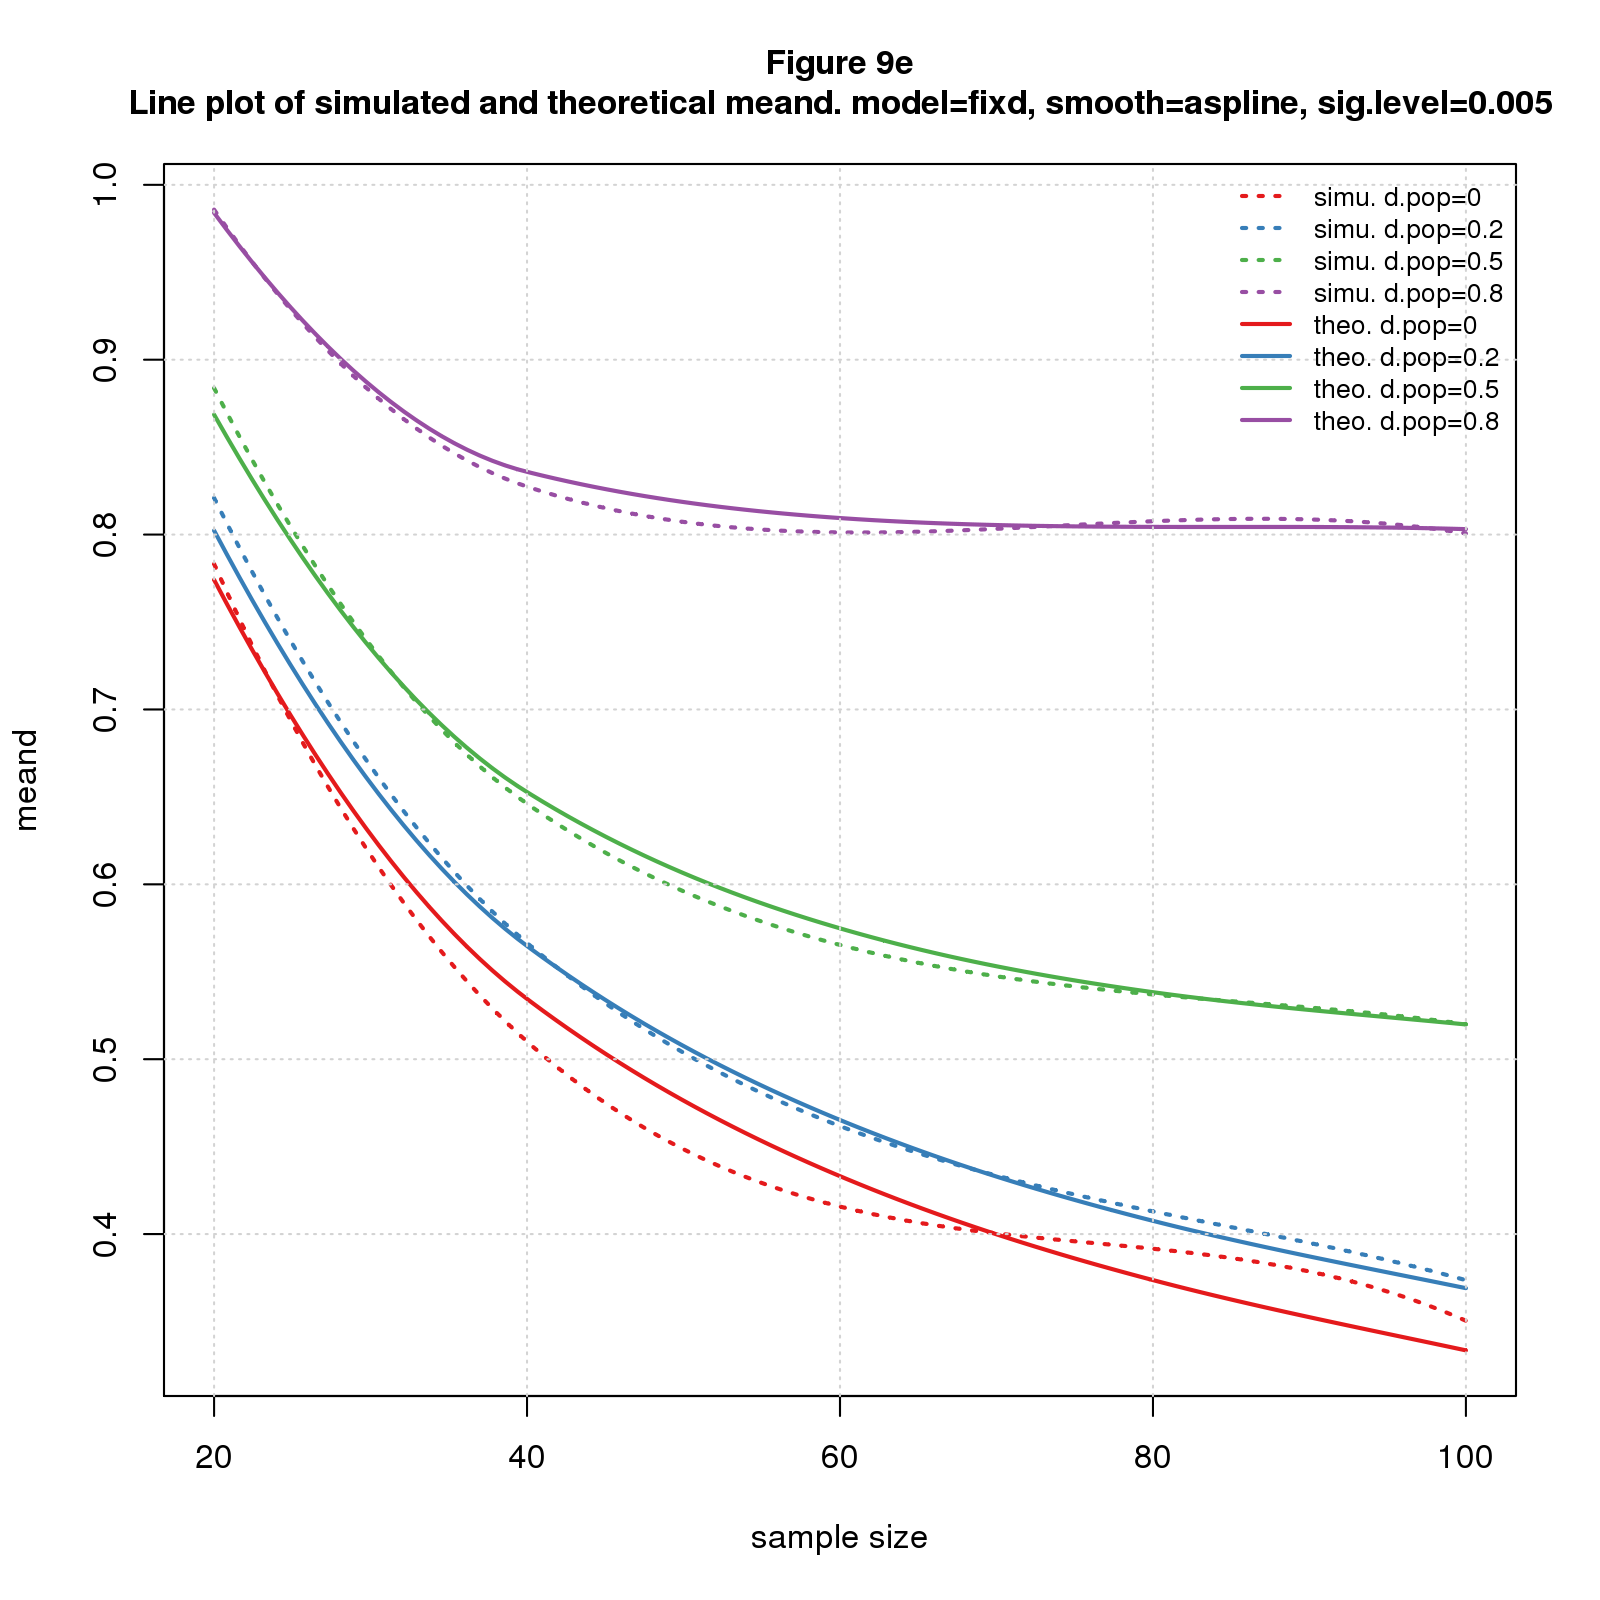 Figure 9e
Line plot of simulated and theoretical meand. model=fixd, smooth=aspline, sig.level=0.005
1.0
0.9
0.8
0.7
0.6
0.5
0.4
meand
simu. d.pop=0
simu. d.pop=0.2
simu. d.pop=0.5
simu. d.pop=0.8
theo. d.pop=0
theo. d.pop=0.2
theo. d.pop=0.5
theo. d.pop=0.8
20 40 60 80 100
sample size